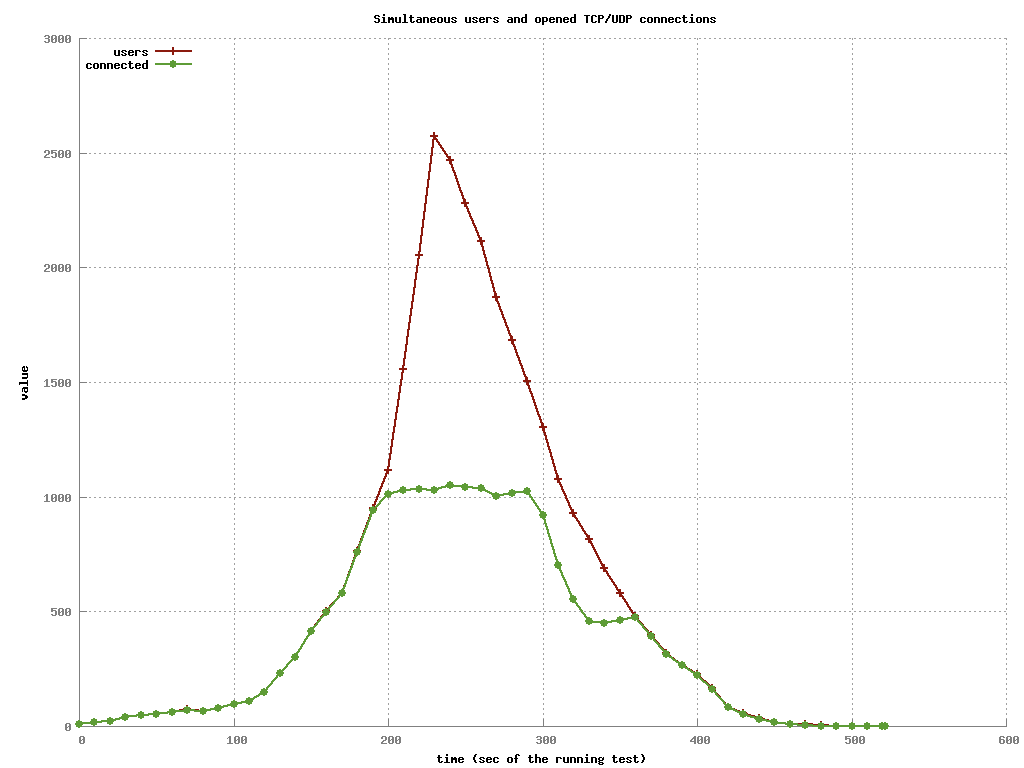 Simultaneous users and opened TCP/UDP connections
3000
users
connected
2500
2000
1500
value
1000
500
0
0 100 200 300 400 500 600
time (sec of the running test)